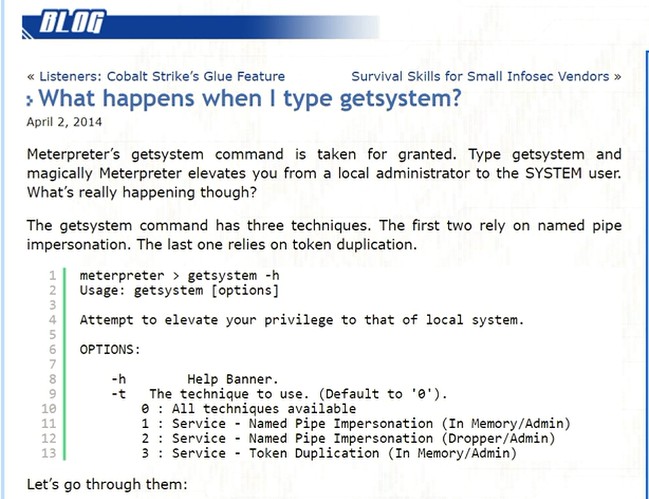 BLOG
« Listeners: Cobalt Strike's Glue Feature Survival Skills for Small Infosec Vendors »
What happens when I type getsystem?
April 2, 2014
Meterpreter's getsystem command is taken for granted. Type getsystem and
magically Meterpreter elevates you from a local administrator to the SYSTEM user.
What's really happening though?
The getsystem command has three techniques. The first two rely on named pipe
impersonation. The last one relies on token duplication.
1 meterpreter > getsystem -h
2 Usage: getsystem [options]
3
4 Attempt to elevate your privilege to that of local system.
5
6 OPTIONS:
7
8 -h Help Banner.
9 -t The technique to use. (Default to '0').
10 0 : All techniques available
11 1 : Service - Named Pipe Impersonation (In Memory/Admin)
12 2 : Service - Named Pipe Impersonation (Dropper/Admin)
13 3 : Service - Token Duplication (In Memory/Admin)
Let's go through them: